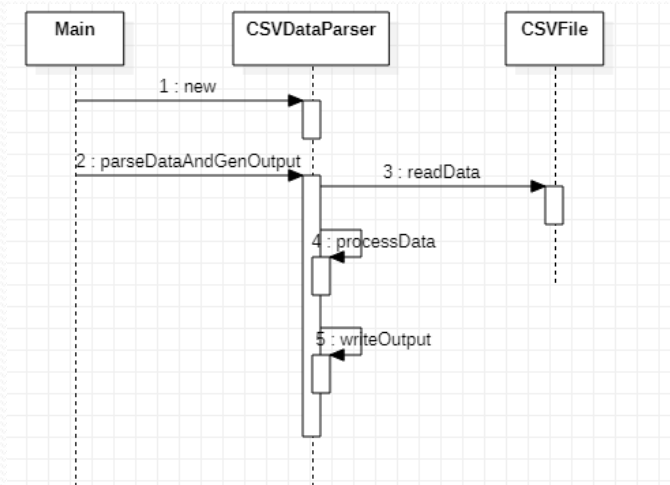 Main
CSVDataParser
CSVFile
1 : new
2 : parseDataAndGenOutput
3 : readData
4 : processData
5 : writeOutput